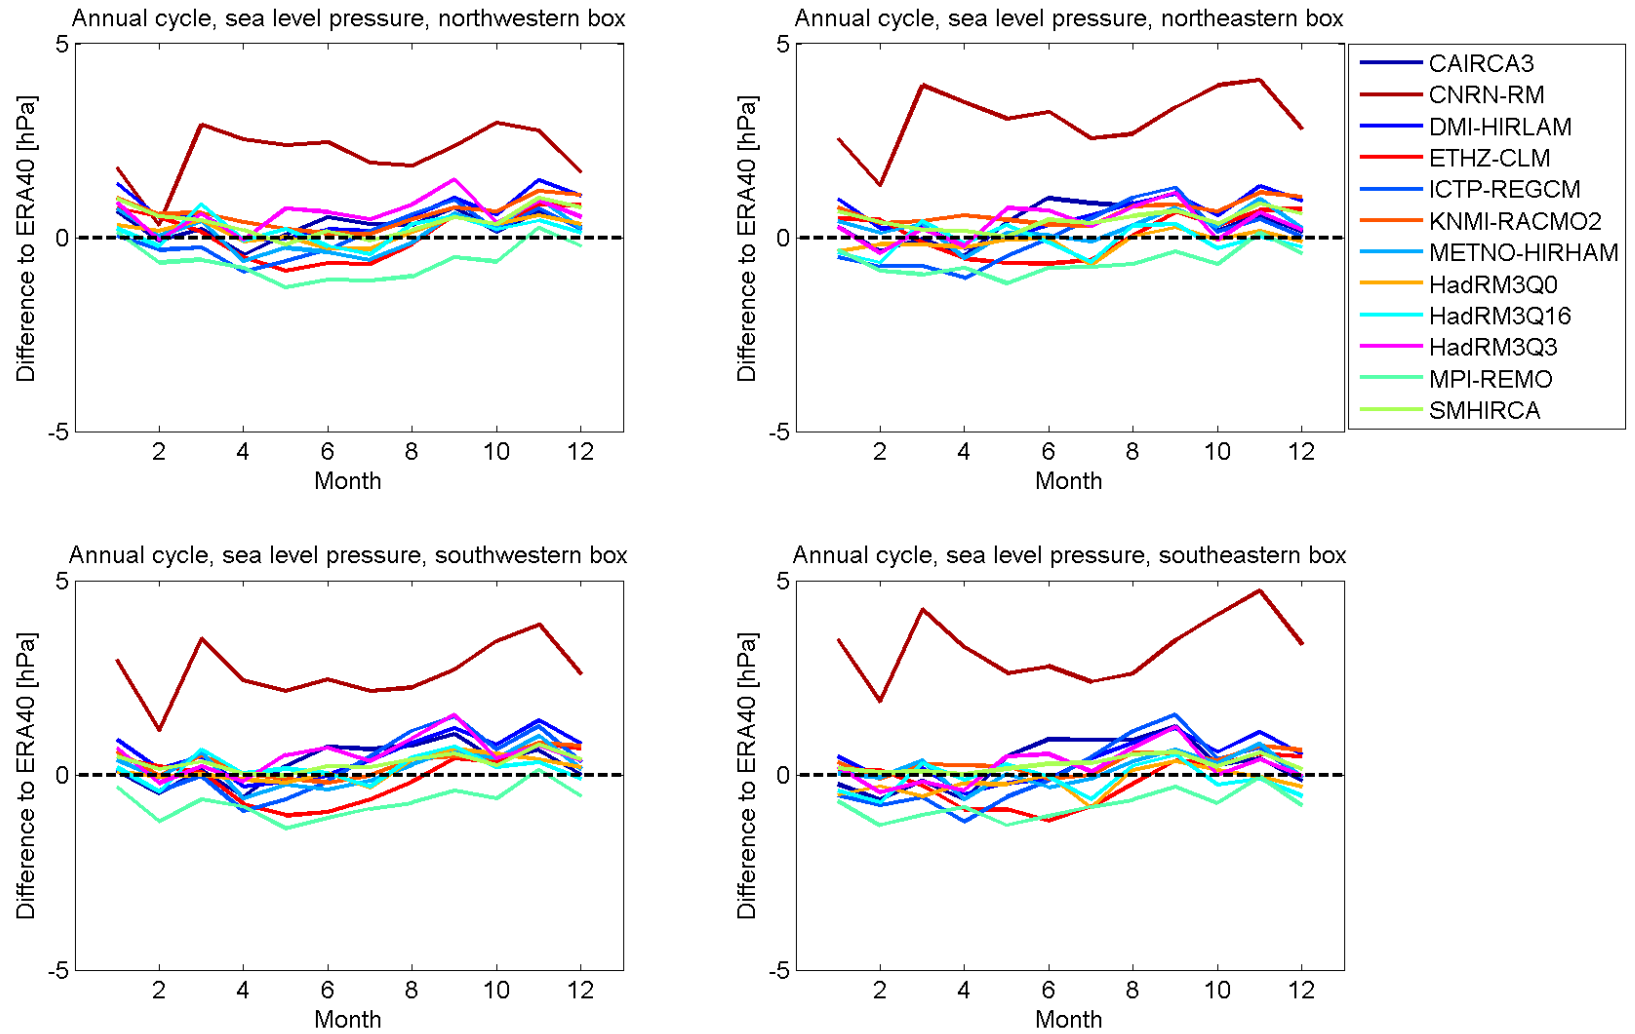 Annual cycle, sea level pressure, northwestern box
5
0
-5
Difference to ERA40 [hPa]
2 4 6 8 10 12
Month
Annual cycle, sea level pressure, northeastern box
5
0
-5
Difference to ERA40 [hPa]
2 4 6 8 10 12
Month
CAIRCA3
CNRN-RM
DMI-HIRLAM
ETHZ-CLM
ICTP-REGCM
KNMI-RACMO2
METNO-HIRHAM
HadRM3Q0
HadRM3Q16
HadRM3Q3
MPI-REMO
SMHIRCA
Annual cycle, sea level pressure, southwestern box
5
0
-5
Difference to ERA40 [hPa]
2 4 6 8 10 12
Month
Annual cycle, sea level pressure, southeastern box
5
0
-5
Difference to ERA40 [hPa]
2 4 6 8 10 12
Month